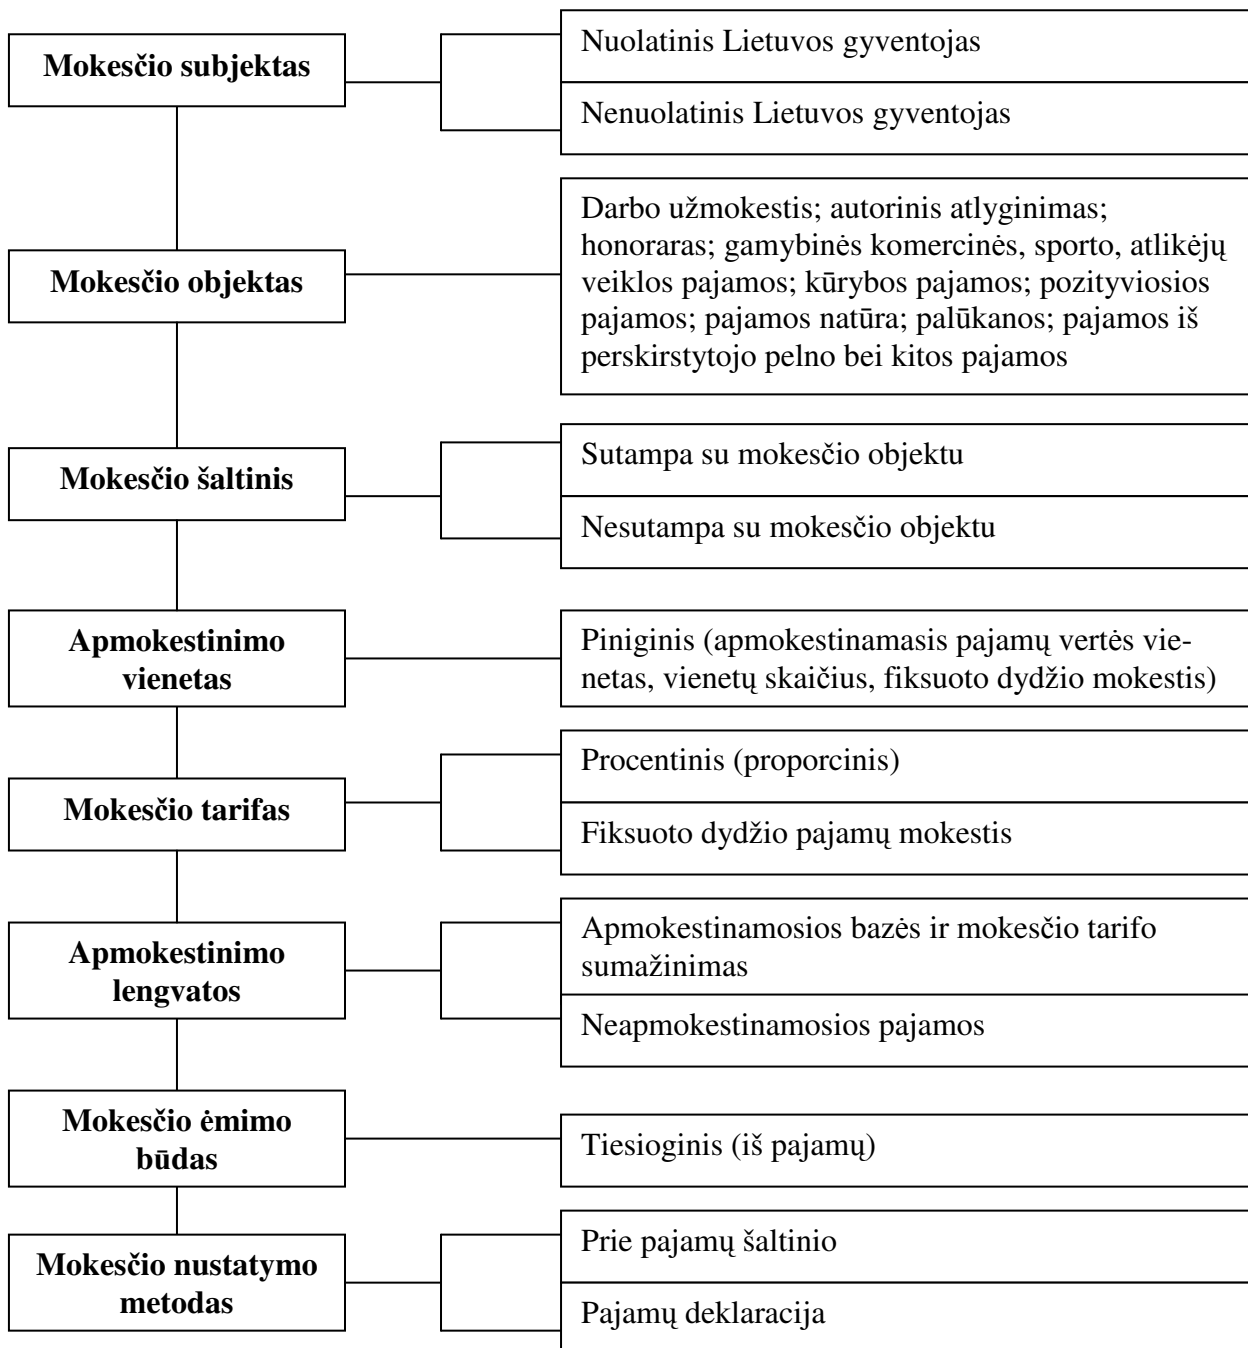 Mokesčio subjektas
Nuolatinis Lietuvos gyventojas
Nenuolatinis Lietuvos gyventojas
Mokesčio objektas
Darbo užmokestis; autorinis atlyginimas;
honoraras; gamybinės komercinės, sporto, atlikėjų
veiklos pajamos; kūrybos pajamos; pozityviosios
pajamos; pajamos natūra; palūkanos; pajamos iš
perskirstytojo pelno bei kitos pajamos
Mokesčio šaltinis
Sutampa su mokesčio objektu
Nesutampa su mokesčio objektu
Apmokestinimo
vienetas
Piniginis (apmokestinamasis pajamų vertės vie-
netas, vienetų skaičius, fiksuoto dydžio mokestis)
Mokesčio tarifas
Procentinis (proporcinis)
Fiksuoto dydžio pajamų mokestis
Apmokestinimo
lengvatos
Apmokestinamosios bazės ir mokesčio tarifo
sumažinimas
Neapmokestinamosios pajamos
Mokesčio ėmimo
būdas
Tiesioginis (iš pajamų)
Mokesčio nustatymo
metodas
Prie pajamų šaltinio
Pajamų deklaracija